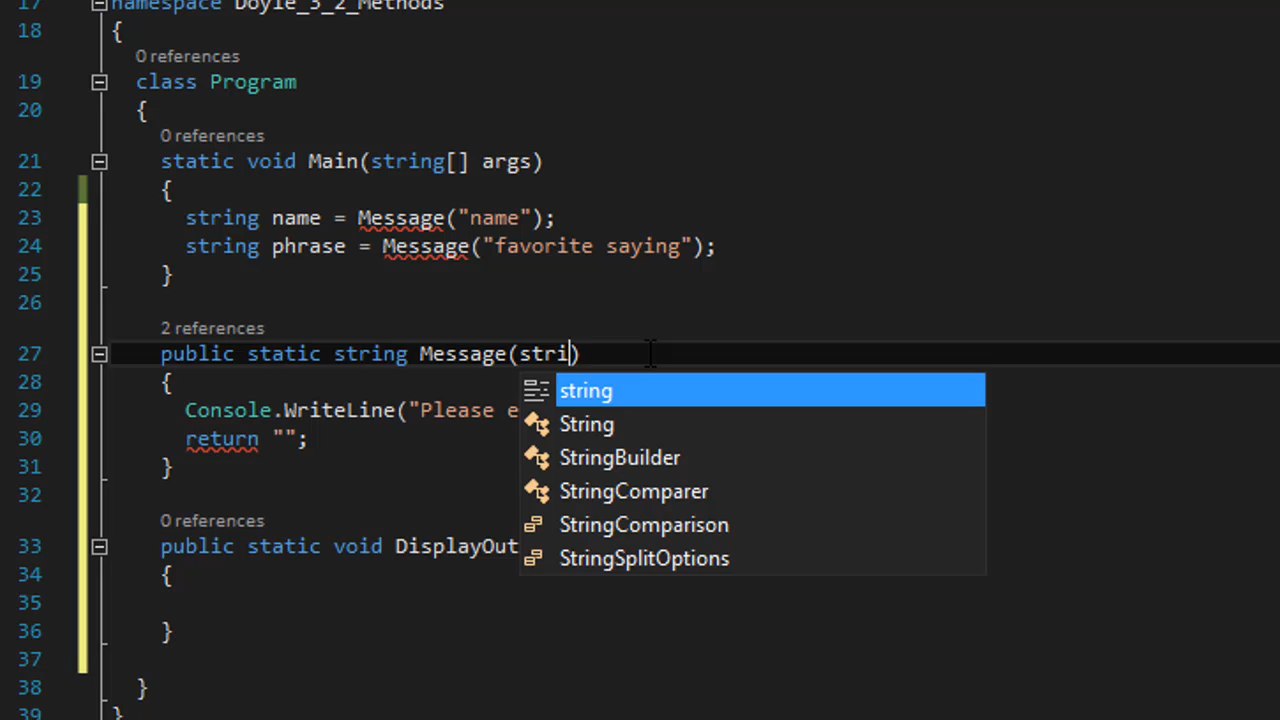 17 namespace Doyle_3_2_Methods
18 {
0 references
19 class Program
20 {
0 references
21 static void Main(string[] args)
22 {
23 string name = Message("name");
24 string phrase = Message("favorite saying");
25 }
26
2 references
27 public static string Message(stri)
28 {
string
29 Console.WriteLine("Please e
String
30 return "";
StringBuilder
31 }
StringComparer
32
0 references
StringComparison
33 public static void DisplayOut
StringSplitOptions
34 {
35
36 }
37
38 }
39 }